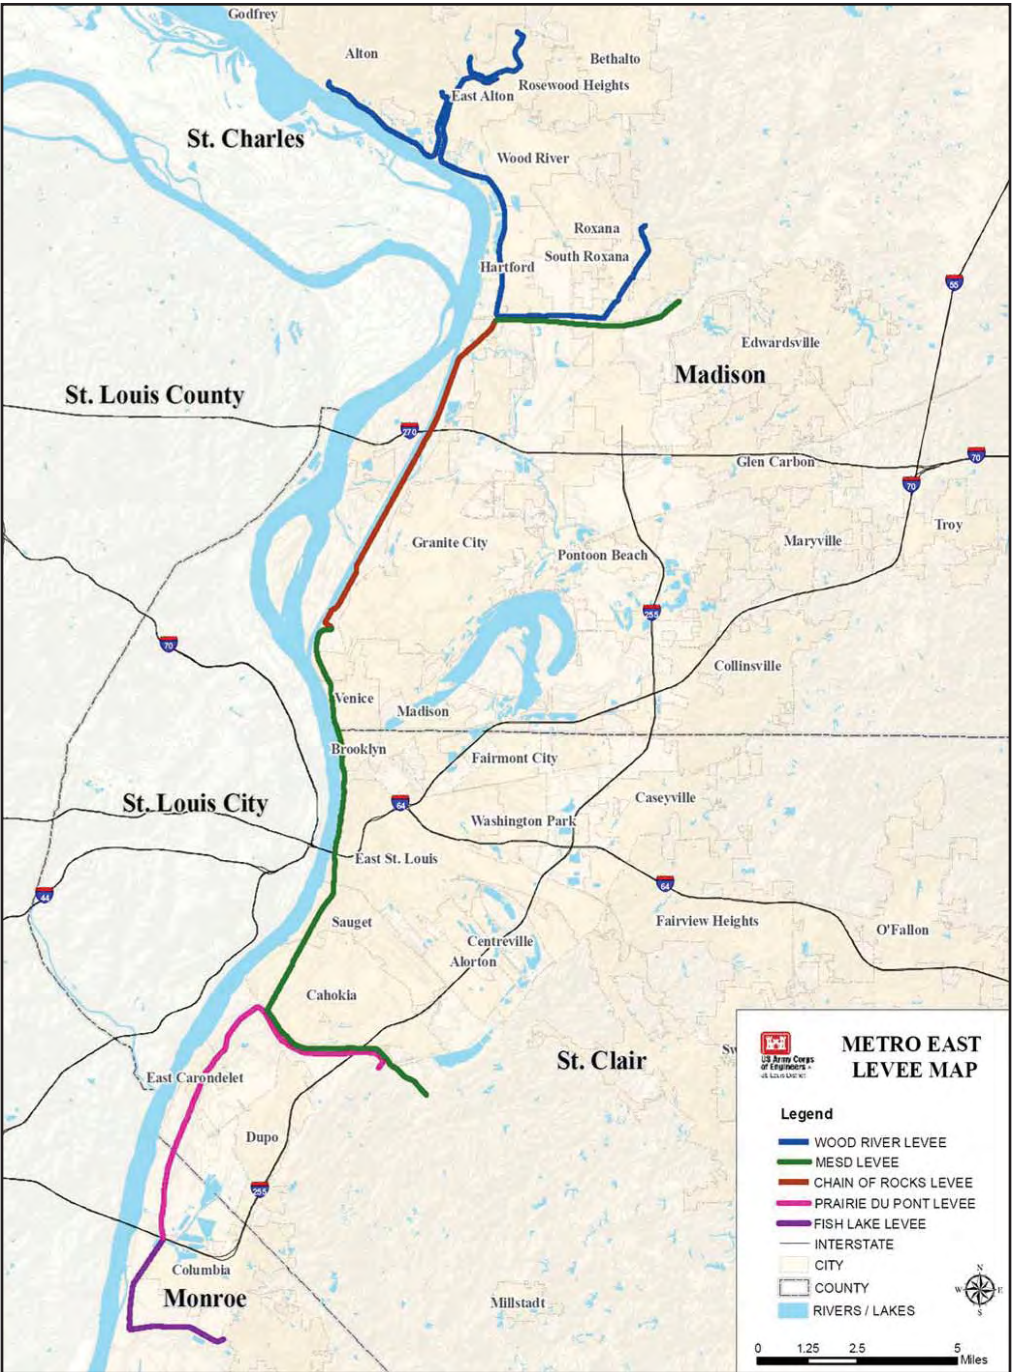 Godfrey
Alton
Bethalto
Rosewood Heights
East Alton
St. Charles
Wood River
Roxana
South Roxana
Hartford
55
Edwardsville
Madison
St. Louis County
270
70
Glen Carbon
70
Troy
Granite City
Maryville
Pontoon Beach
255
70
Collinsville
Venice
Madison
Brooklyn
Fairmont City
St. Louis City
64
Caseyville
Washington Park
East St. Louis
64
44
Sauget
Fairview Heights
O'Fallon
Centreville
Alorton
Cahokia
St. Clair
Sw
East Carondelet
Dupo
255
Columbia
Monroe
Millstadt
US Army Corps
of Engineers
St. Louis District
METRO EAST
LEVEE MAP
Legend
WOOD RIVER LEVEE
MESD LEVEE
CHAIN OF ROCKS LEVEE
PRAIRIE DU PONT LEVEE
FISH LAKE LEVEE
INTERSTATE
CITY
COUNTY
RIVERS / LAKES
N
W E
S
0 1.25 2.5 5
Miles